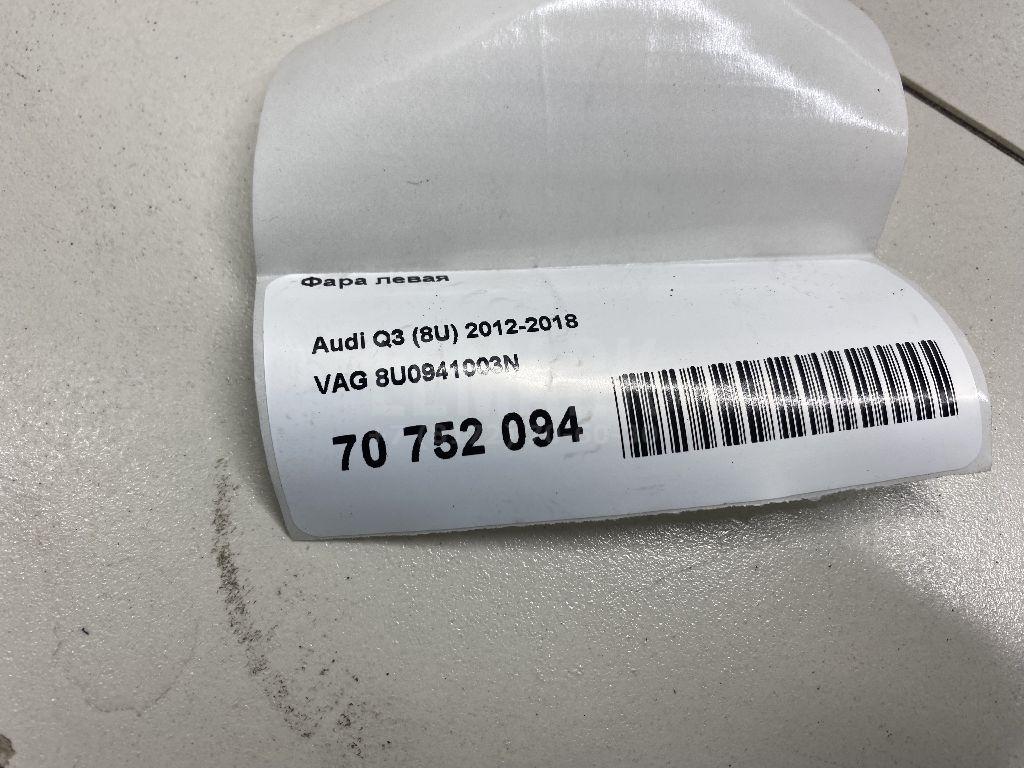 Фара левая
Audi Q3 (8U) 2012-2018
VAG 8U0941003N
70 752 094